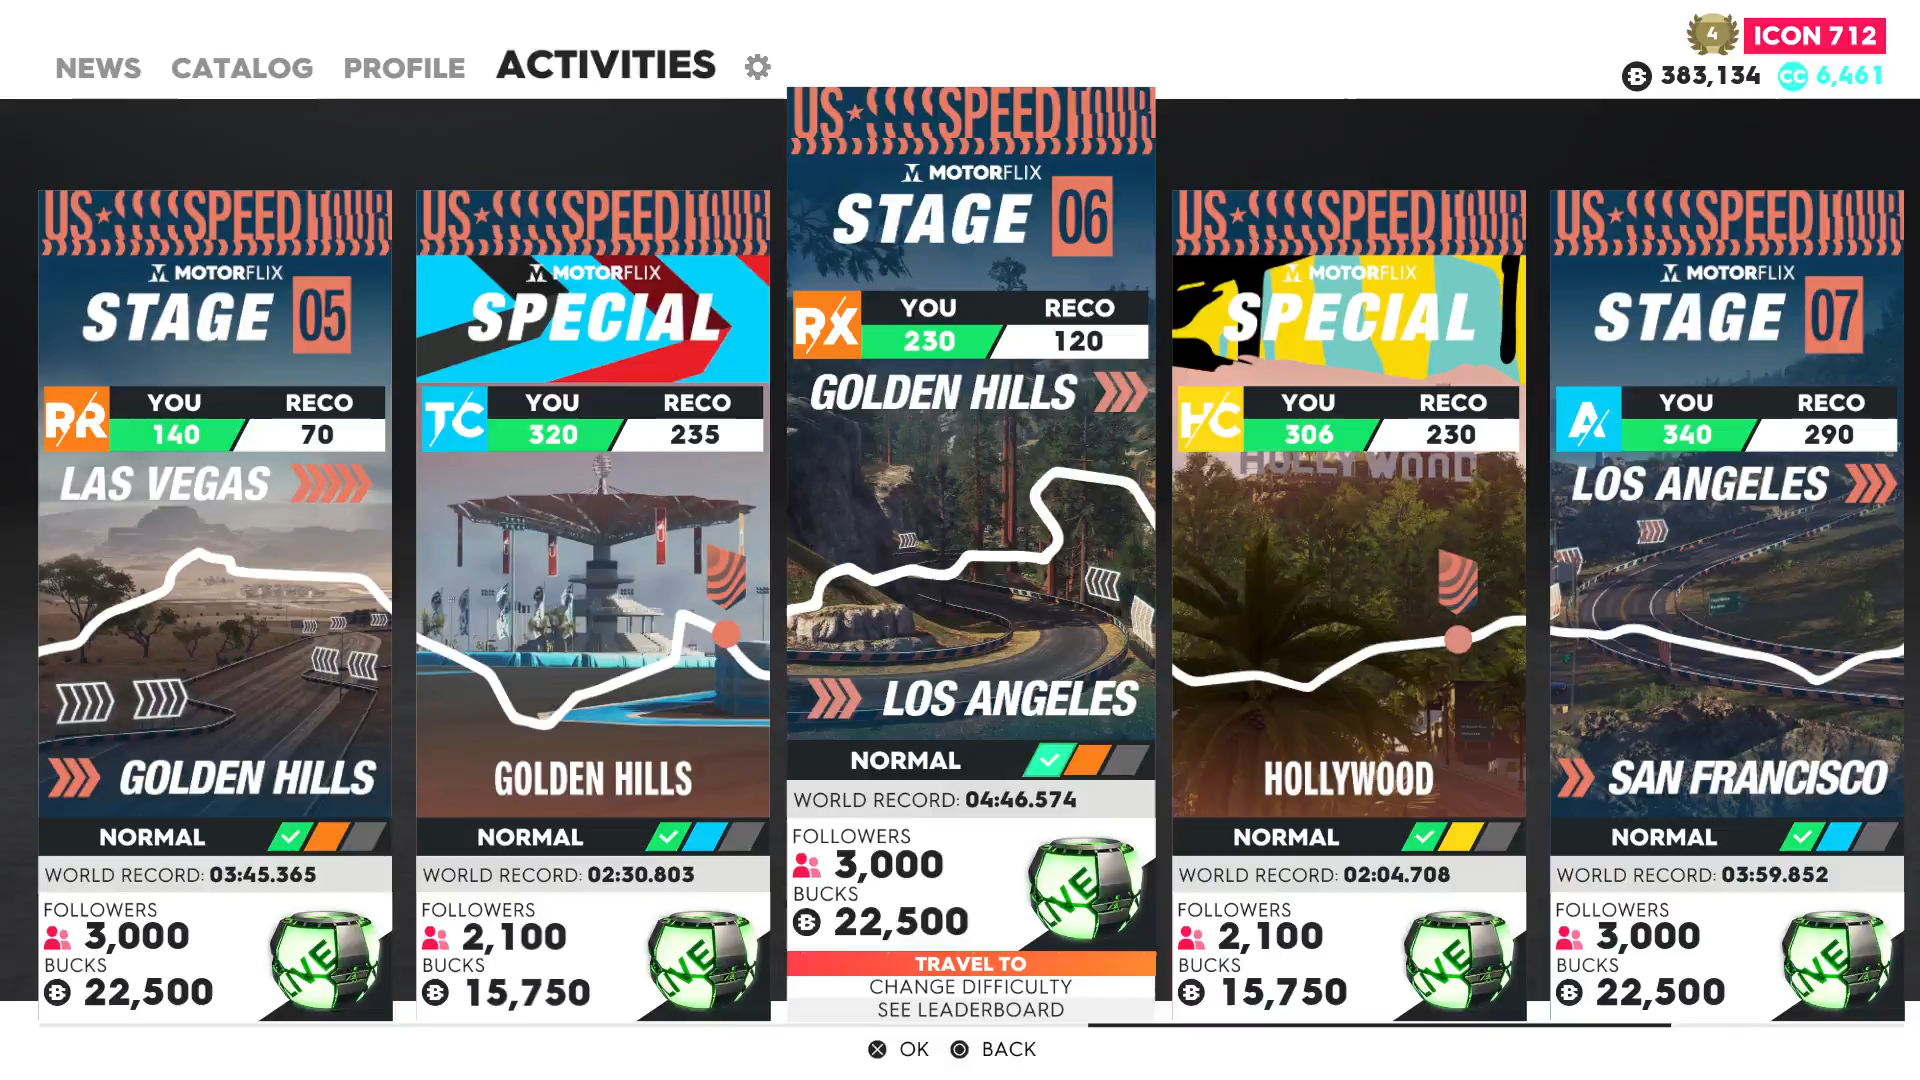 NEWS CATALOG PROFILE ACTIVITIES
4 ICON 712
383,134 CC 6,461
US SPEED TOUR
MOTORFLIX
STAGE 05
RR YOU RECO
140 70
LAS VEGAS
GOLDEN HILLS
NORMAL
WORLD RECORD: 03:45.365
FOLLOWERS
3,000
BUCKS
22,500
LIVE
US SPEED TOUR
MOTORFLIX
SPECIAL
TC YOU RECO
320 235
GOLDEN HILLS
NORMAL
WORLD RECORD: 02:30.803
FOLLOWERS
2,100
BUCKS
15,750
LIVE
US SPEED TOUR
MOTORFLIX
STAGE 06
RX YOU RECO
230 120
GOLDEN HILLS
LOS ANGELES
NORMAL
WORLD RECORD: 04:46.574
FOLLOWERS
3,000
BUCKS
22,500
LIVE
TRAVEL TO
CHANGE DIFFICULTY
SEE LEADERBOARD
US SPEED TOUR
MOTORFLIX
SPECIAL
HC YOU RECO
306 230
HOLLYWOOD
HOLLYWOOD
NORMAL
WORLD RECORD: 02:04.708
FOLLOWERS
2,100
BUCKS
15,750
LIVE
US SPEED TOUR
MOTORFLIX
STAGE 07
A YOU RECO
340 290
LOS ANGELES
SAN FRANCISCO
NORMAL
WORLD RECORD: 03:59.852
FOLLOWERS
3,000
BUCKS
22,500
LIVE
OK BACK